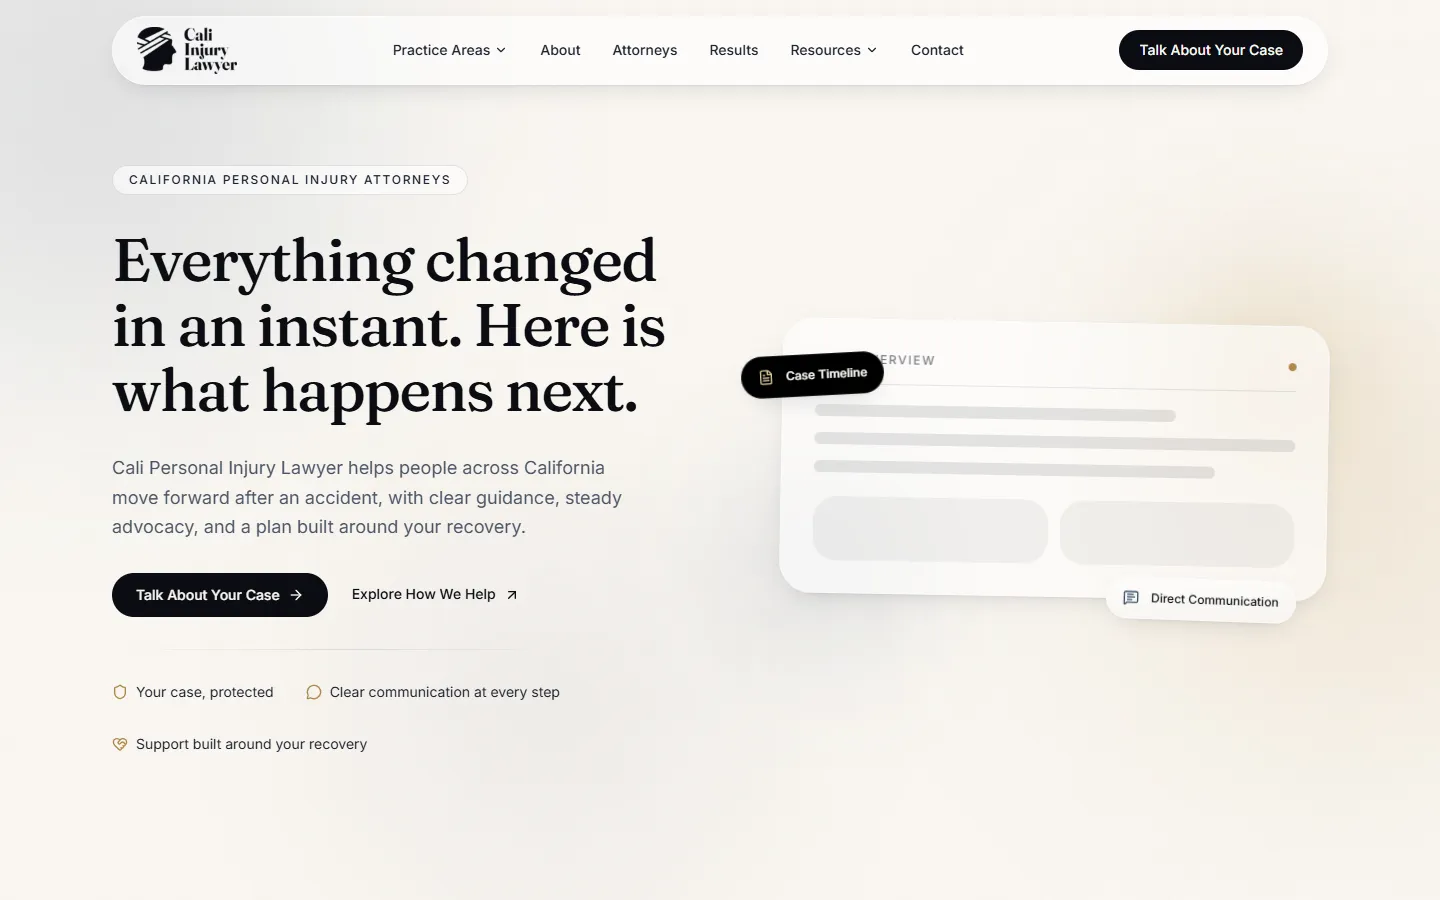 Cali
Injury
Lawyer
Practice Areas
About
Attorneys
Results
Resources
Contact
Talk About Your Case
CALIFORNIA PERSONAL INJURY ATTORNEYS
Everything changed
in an instant. Here is
what happens next.
Cali Personal Injury Lawyer helps people across California
move forward after an accident, with clear guidance, steady
advocacy, and a plan built around your recovery.
Talk About Your Case
Explore How We Help
Your case, protected
Clear communication at every step
Support built around your recovery
Case Timeline
Direct Communication